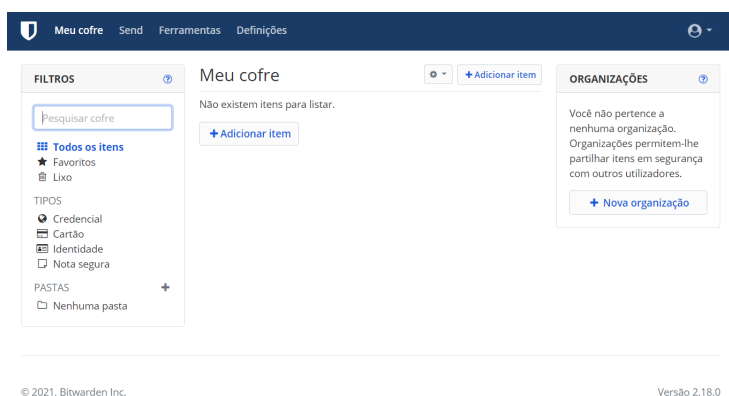 Meu cofre Send Ferramentas Definições
FILTROS
Pesquisar cofre
Todos os itens
Favoritos
Lixo
TIPOS
Credencial
Cartão
Identidade
Nota segura
PASTAS
Nenhuma pasta
Meu cofre
Adicionar item
Não existem itens para listar.
Adicionar item
ORGANIZAÇÕES
Você não pertence a
nenhuma organização.
Organizações permitem-lhe
partilhar itens em segurança
com outros utilizadores.
Nova organização
© 2021. Bitwarden Inc.
Versão 2.18.0